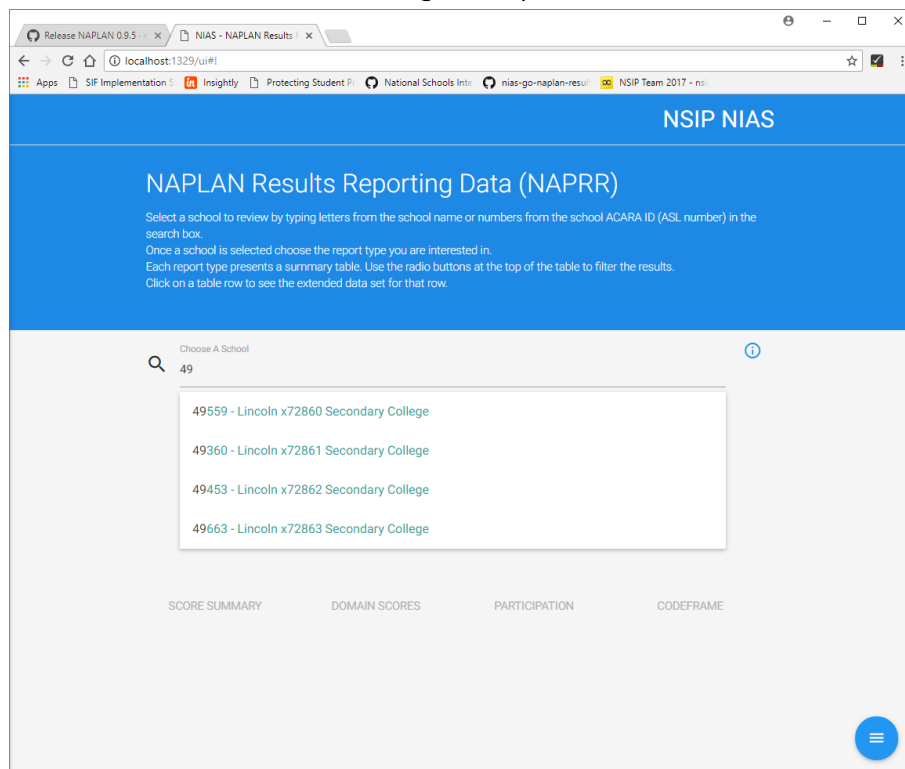 Release NAPLAN 0.9.5
NIAS - NAPLAN Results
localhost:1329/ui#!
Apps SIF Implementation S Insightly Protecting Student Pr National Schools Inte nias-go-naplan-resul NSIP Team 2017 - nsi
NSIP NIAS
NAPLAN Results Reporting Data (NAPRR)
Select a school to review by typing letters from the school name or numbers from the school ACARA ID (ASL number) in the
search box.
Once a school is selected choose the report type you are interested in.
Each report type presents a summary table. Use the radio buttons at the top of the table to filter the results.
Click on a table row to see the extended data set for that row.
Choose A School
49
49559 - Lincoln x72860 Secondary College
49360 - Lincoln x72861 Secondary College
49453 - Lincoln x72862 Secondary College
49663 - Lincoln x72863 Secondary College
SCORE SUMMARY DOMAIN SCORES PARTICIPATION CODEFRAME